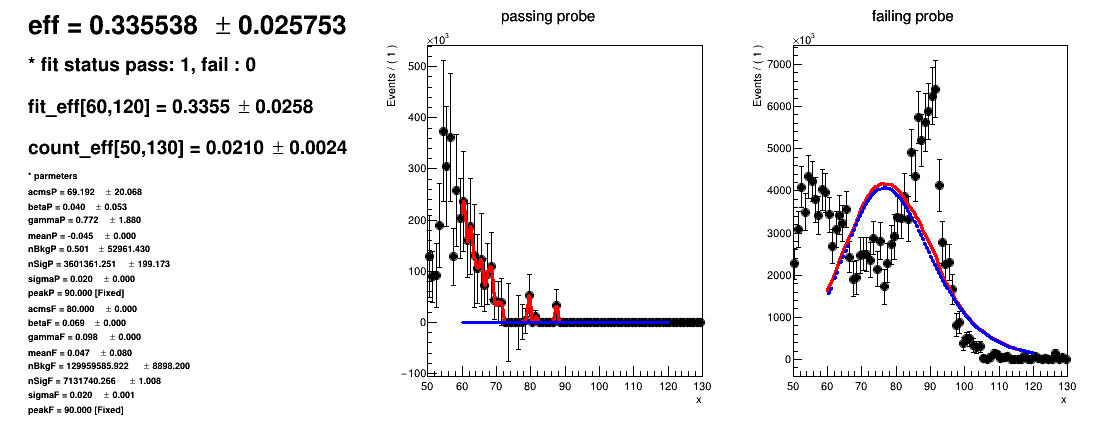 eff = 0.335538 ± 0.025753
* fit status pass: 1, fail : 0
fit_eff[60,120] = 0.3355 ± 0.0258
count_eff[50,130] = 0.0210 ± 0.0024
* parmeters
acmsP = 69.192 ± 20.068
betaP = 0.040 ± 0.053
gammaP = 0.772 ± 1.880
meanP = -0.045 ± 0.000
nBkgP = 0.501 ± 52961.430
nSigP = 3601361.251 ± 199.173
sigmaP = 0.020 ± 0.000
peakP = 90.000 [Fixed]
acmsF = 80.000 ± 0.000
betaF = 0.069 ± 0.000
gammaF = 0.098 ± 0.000
meanF = 0.047 ± 0.080
nBkgF = 129959585.922 ± 8898.200
nSigF = 7131740.266 ± 1.008
sigmaF = 0.020 ± 0.001
peakF = 90.000 [Fixed]
passing probe
×10³
Events / ( 1 )
500
400
300
200
100
0
−100
50 60 70 80 90 100 110 120 130
x
failing probe
×10³
Events / ( 1 )
7000
6000
5000
4000
3000
2000
1000
0
50 60 70 80 90 100 110 120 130
x